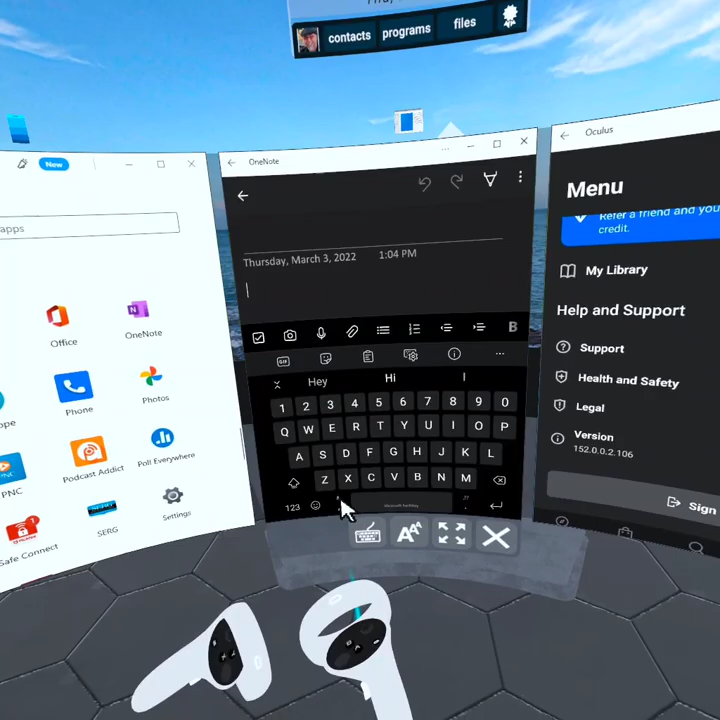 contacts programs files
New
apps
Office
OneNote
Phone
Photos
Podcast Addict
Poll Everywhere
PNC
Safe Connect
SERG
Settings
OneNote
Thursday, March 3, 2022 1:04 PM
B
GIF
Hey Hi I
1 2 3 4 5 6 7 8 9 0
Q W E R T Y U I O P
A S D F G H J K L
Z X C V B N M
123
Oculus
Menu
Refer a friend and you
credit.
My Library
Help and Support
Support
Health and Safety
Legal
Version
152.0.0.2.106
Sign